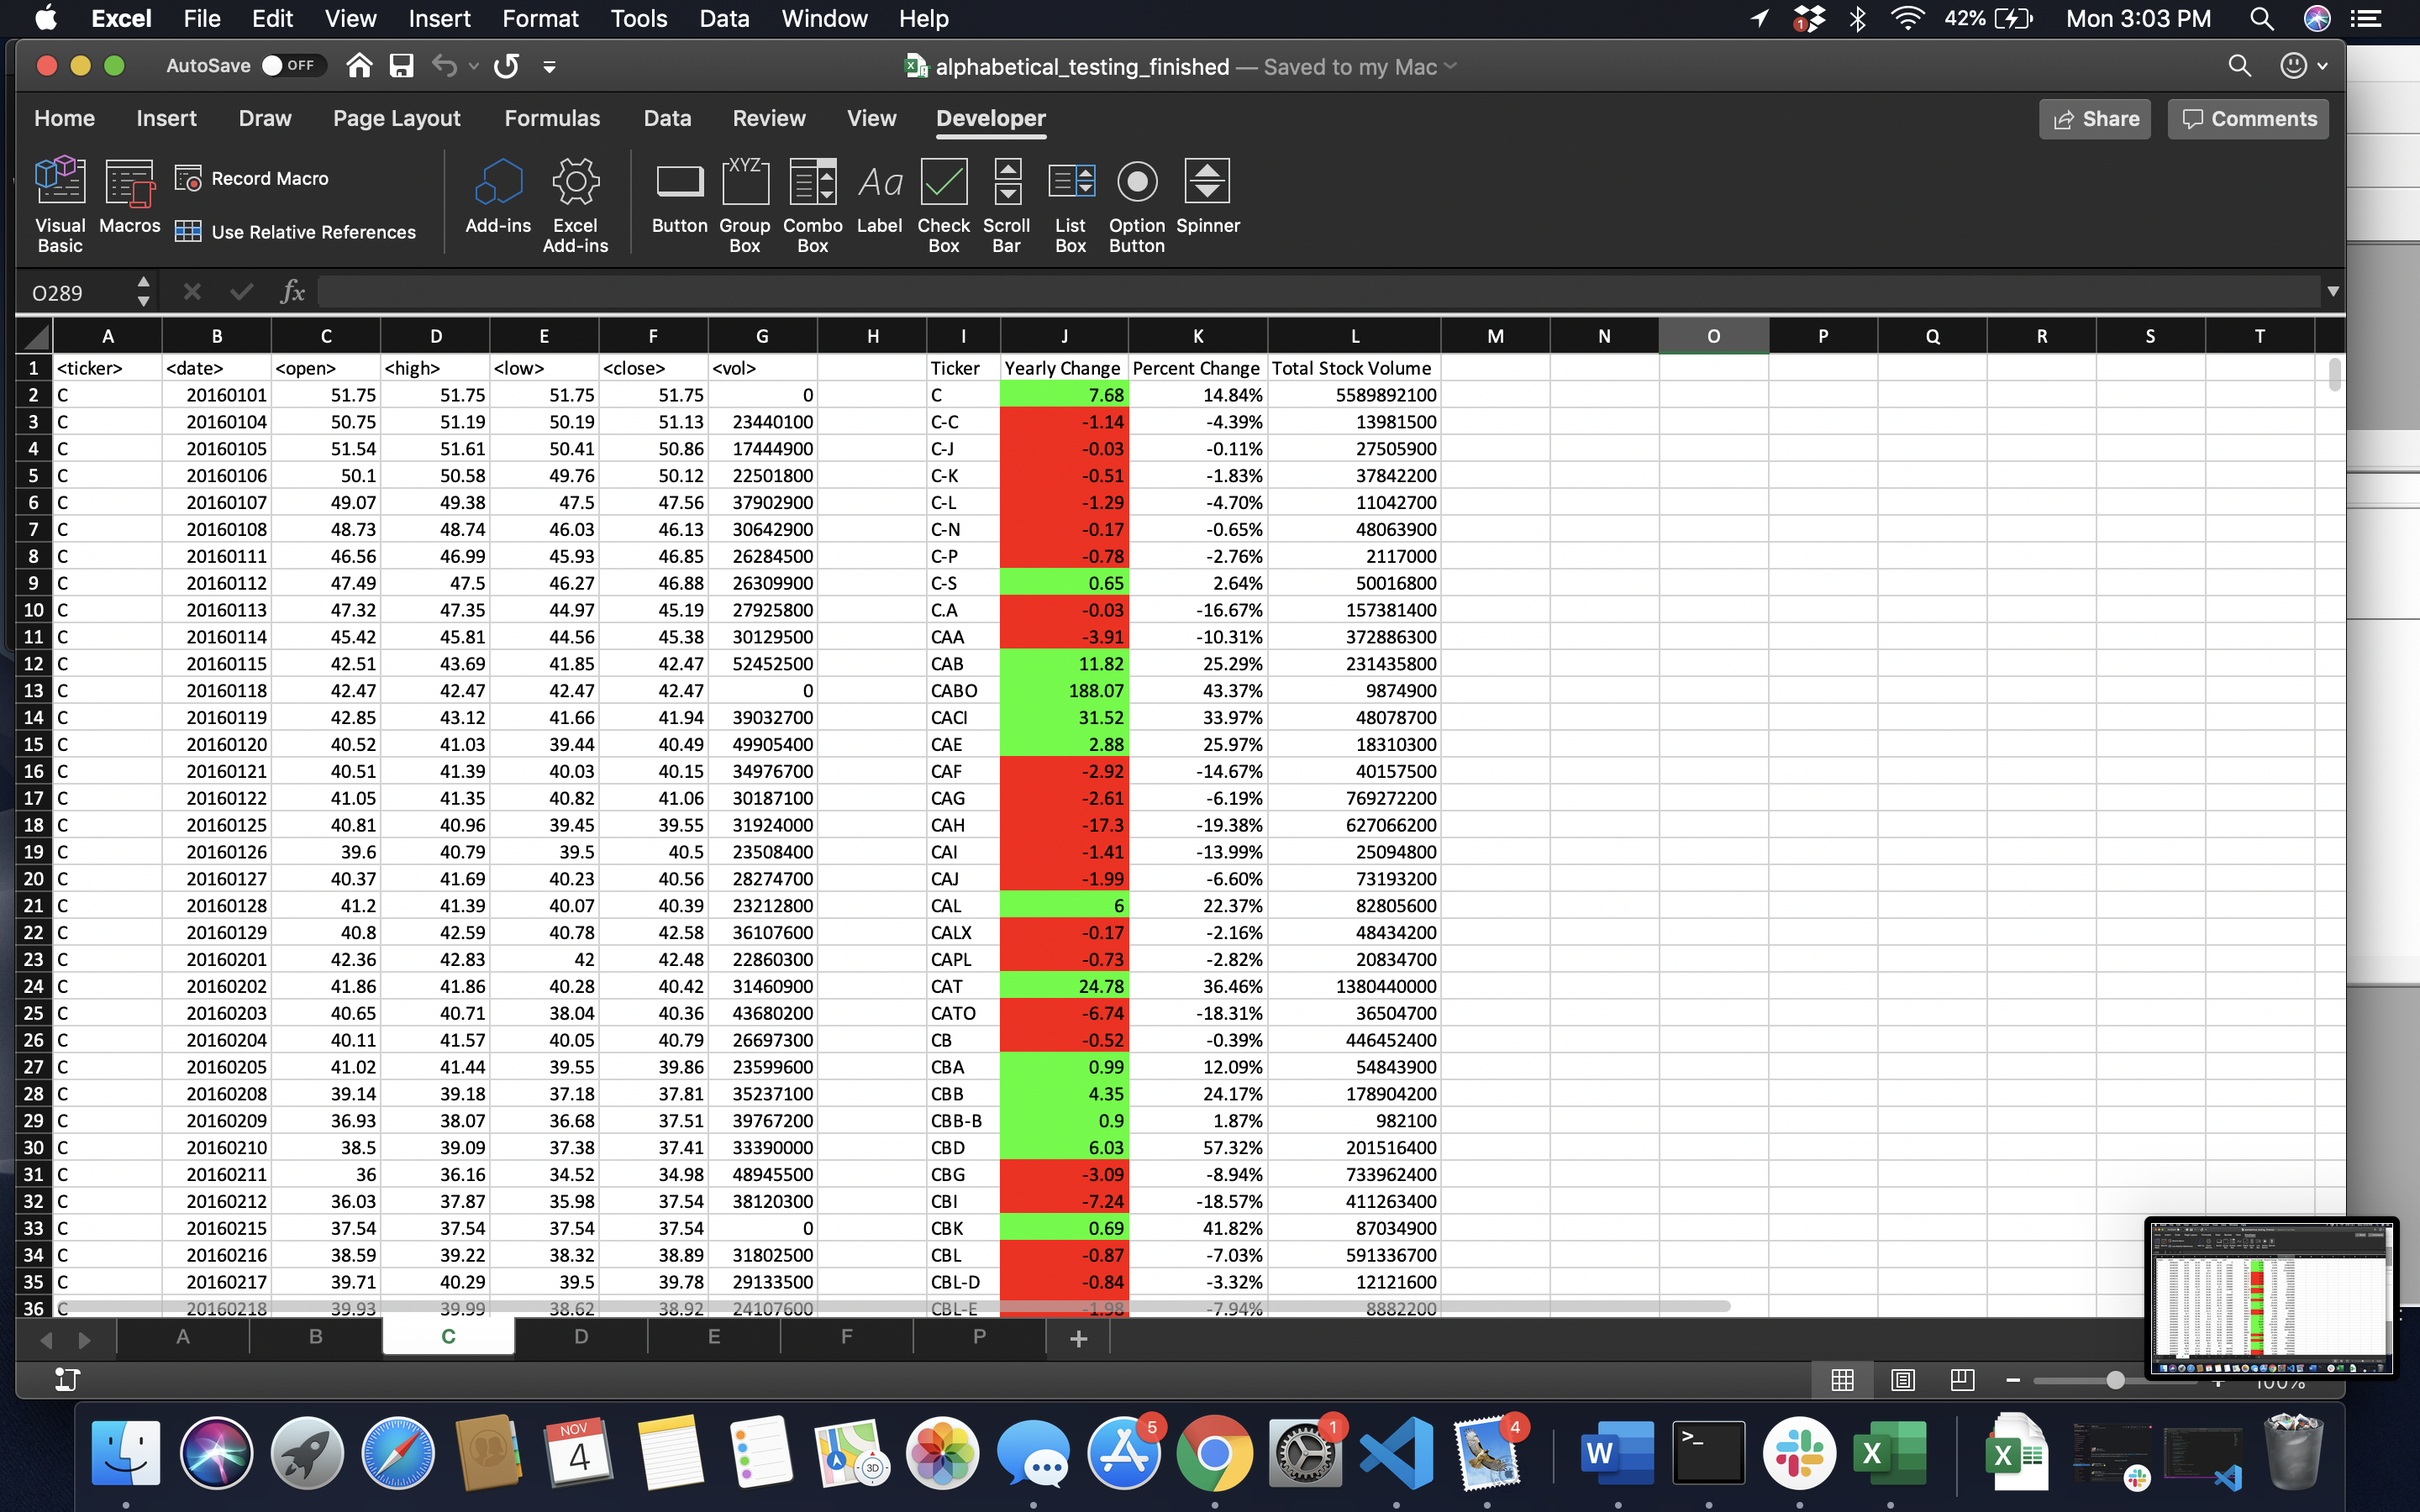 Excel File Edit View Insert Format Tools Data Window Help 1 42% Mon 3:03 PM
AutoSave OFF alphabetical_testing_finished — Saved to my Mac
Home Insert Draw Page Layout Formulas Data Review View Developer Share Comments
Visual Basic Macros Record Macro Use Relative References Add-ins Excel Add-ins Button XYZ Group Box Combo Box Aa Label Check Box Scroll Bar List Box Option Button Spinner
O289 fx
A B C D E F G H I J K L M N O P Q R S T
1 <ticker> <date> <open> <high> <low> <close> <vol> Ticker Yearly Change Percent Change Total Stock Volume
2 C 20160101 51.75 51.75 51.75 51.75 0 C 7.68 14.84% 5589892100
3 C 20160104 50.75 51.19 50.19 51.13 23440100 C-C -1.14 -4.39% 13981500
4 C 20160105 51.54 51.61 50.41 50.86 17444900 C-J -0.03 -0.11% 27505900
5 C 20160106 50.1 50.58 49.76 50.12 22501800 C-K -0.51 -1.83% 37842200
6 C 20160107 49.07 49.38 47.5 47.56 37902900 C-L -1.29 -4.70% 11042700
7 C 20160108 48.73 48.74 46.03 46.13 30642900 C-N -0.17 -0.65% 48063900
8 C 20160111 46.56 46.99 45.93 46.85 26284500 C-P -0.78 -2.76% 2117000
9 C 20160112 47.49 47.5 46.27 46.88 26309900 C-S 0.65 2.64% 50016800
10 C 20160113 47.32 47.35 44.97 45.19 27925800 C.A -0.03 -16.67% 157381400
11 C 20160114 45.42 45.81 44.56 45.38 30129500 CAA -3.91 -10.31% 372886300
12 C 20160115 42.51 43.69 41.85 42.47 52452500 CAB 11.82 25.29% 231435800
13 C 20160118 42.47 42.47 42.47 42.47 0 CABO 188.07 43.37% 9874900
14 C 20160119 42.85 43.12 41.66 41.94 39032700 CACI 31.52 33.97% 48078700
15 C 20160120 40.52 41.03 39.44 40.49 49905400 CAE 2.88 25.97% 18310300
16 C 20160121 40.51 41.39 40.03 40.15 34976700 CAF -2.92 -14.67% 40157500
17 C 20160122 41.05 41.35 40.82 41.06 30187100 CAG -2.61 -6.19% 769272200
18 C 20160125 40.81 40.96 39.45 39.55 31924000 CAH -17.3 -19.38% 627066200
19 C 20160126 39.6 40.79 39.5 40.5 23508400 CAI -1.41 -13.99% 25094800
20 C 20160127 40.37 41.69 40.23 40.56 28274700 CAJ -1.99 -6.60% 73193200
21 C 20160128 41.2 41.39 40.07 40.39 23212800 CAL 6 22.37% 82805600
22 C 20160129 40.8 42.59 40.78 42.58 36107600 CALX -0.17 -2.16% 48434200
23 C 20160201 42.36 42.83 42 42.48 22860300 CAPL -0.73 -2.82% 20834700
24 C 20160202 41.86 41.86 40.28 40.42 31460900 CAT 24.78 36.46% 1380440000
25 C 20160203 40.65 40.71 38.04 40.36 43680200 CATO -6.74 -18.31% 36504700
26 C 20160204 40.11 41.57 40.05 40.79 26697300 CB -0.52 -0.39% 446452400
27 C 20160205 41.02 41.44 39.55 39.86 23599600 CBA 0.99 12.09% 54843900
28 C 20160208 39.14 39.18 37.18 37.81 35237100 CBB 4.35 24.17% 178904200
29 C 20160209 36.93 38.07 36.68 37.51 39767200 CBB-B 0.9 1.87% 982100
30 C 20160210 38.5 39.09 37.38 37.41 33390000 CBD 6.03 57.32% 201516400
31 C 20160211 36 36.16 34.52 34.98 48945500 CBG -3.09 -8.94% 733962400
32 C 20160212 36.03 37.87 35.98 37.54 38120300 CBI -7.24 -18.57% 411263400
33 C 20160215 37.54 37.54 37.54 37.54 0 CBK 0.69 41.82% 87034900
34 C 20160216 38.59 39.22 38.32 38.89 31802500 CBL -0.87 -7.03% 591336700
35 C 20160217 39.71 40.29 39.5 39.78 29133500 CBL-D -0.84 -3.32% 12121600
36 C 20160218 39.93 39.99 38.62 38.92 24107600 CBL-E -1.98 -7.94% 8882200
A B C D E F P +
100%
NOV 4 3D 5 1 4 W >_ X X